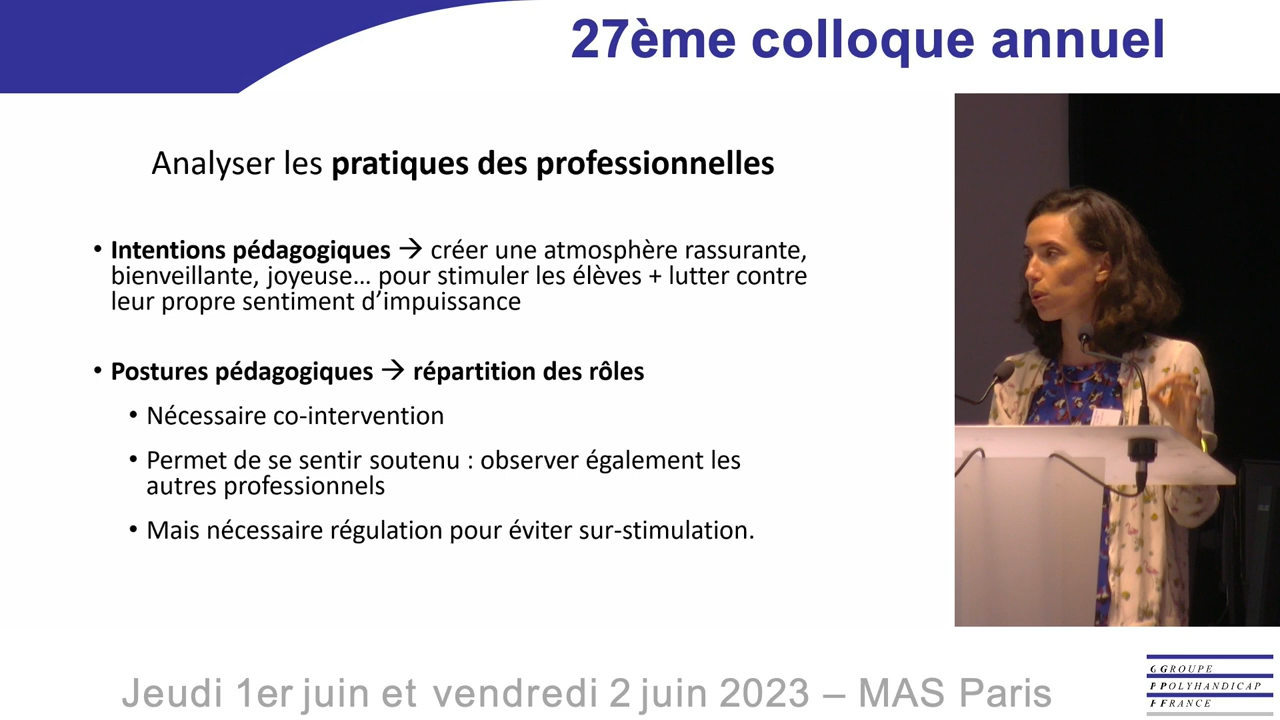 27ème colloque annuel
Analyser les pratiques des professionnelles
• Intentions pédagogiques → créer une atmosphère rassurante,
bienveillante, joyeuse… pour stimuler les élèves + lutter contre
leur propre sentiment d’impuissance
• Postures pédagogiques → répartition des rôles
• Nécessaire co-intervention
• Permet de se sentir soutenu : observer également les
autres professionnels
• Mais nécessaire régulation pour éviter sur-stimulation.
Jeudi 1er juin et vendredi 2 juin 2023 – MAS Paris
GGROUPE
PPOLYHANDICAP
FFRANCE